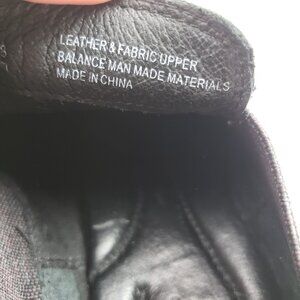 LEATHER & FABRIC UPPER
BALANCE MAN MADE MATERIALS
MADE IN CHINA